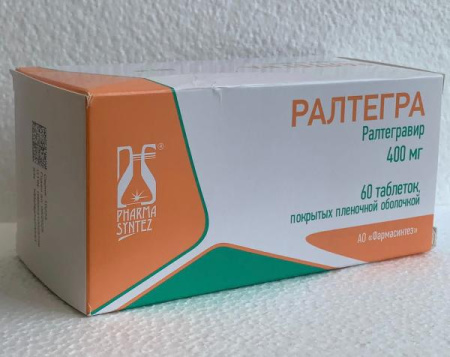 РАЛТЕГРА
Ралтегравир
400 мг
60 таблеток,
покрытых пленочной оболочкой
АО «Фармасинтез»
PHARMA
SYNTEZ
®